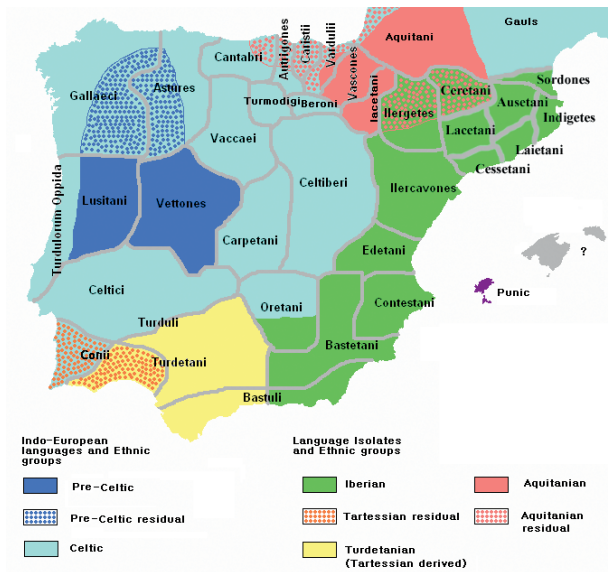 Gauls
Aquitani
Cantabri
Autrigones
Caristii
Vardulii
Vascones
Iacetani
Gallaeci
Astures
Turmodigi
Beroni
Ilergetes
Ceretani
Sordones
Ausetani
Indigetes
Lacetani
Laietani
Cessetani
Vaccaei
Turdulorum Oppida
Lusitani
Vettones
Celtiberi
Ilercavones
Carpetani
Edetani
?
Celtici
Oretani
Contestani
Punic
Turduli
Conii
Turdetani
Bastetani
Bastuli
Indo-European
languages and Ethnic
groups
Pre-Celtic
Pre-Celtic residual
Celtic
Language Isolates
and Ethnic groups
Iberian
Tartessian residual
Turdetanian
(Tartessian derived)
Aquitanian
Aquitanian
residual